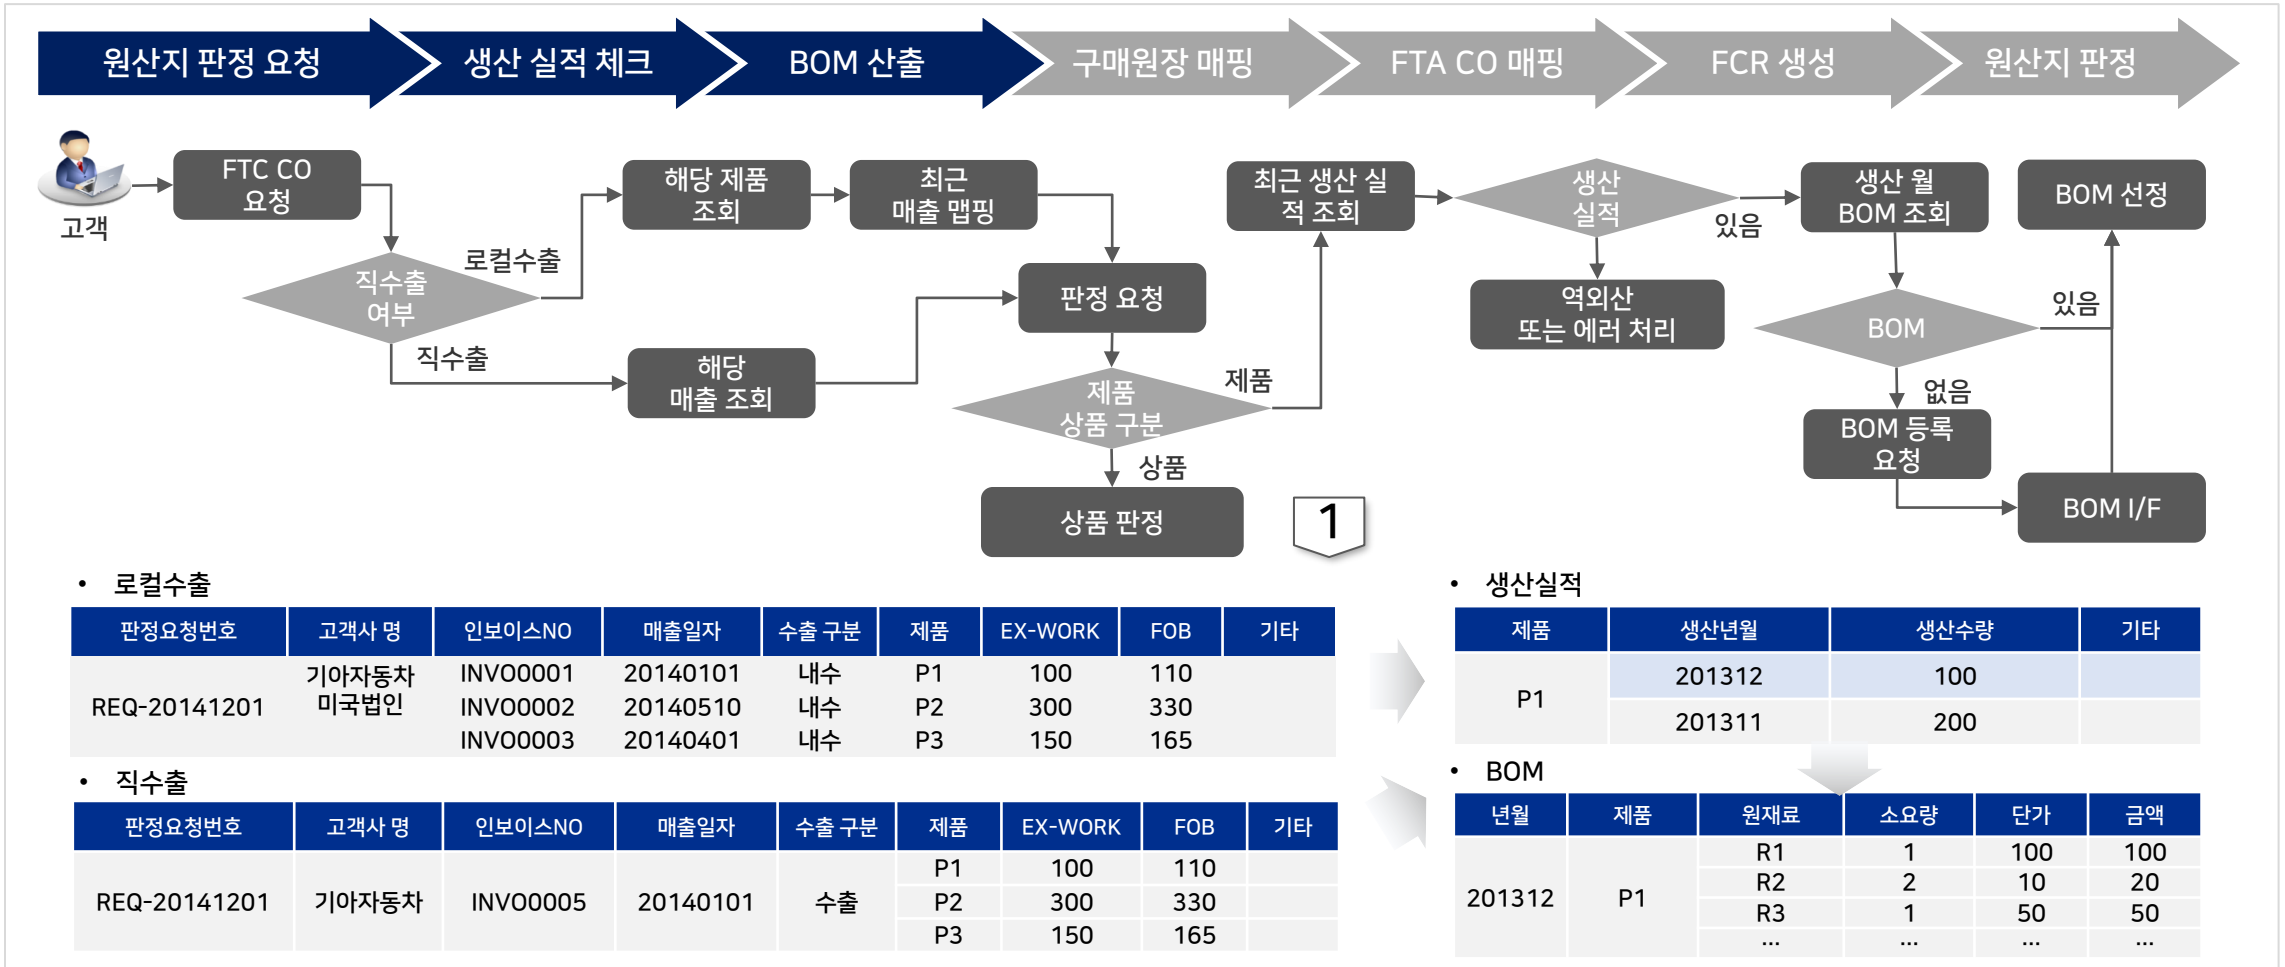 원산지 판정 요청
생산 실적 체크
BOM 산출
구매원장 매핑
FTA CO 매핑
FCR 생성
원산지 판정
고객
FTC CO
요청
직수출
여부
로컬수출
직수출
해당 제품
조회
최근
매출 맵핑
해당
매출 조회
판정 요청
제품
상품 구분
제품
상품
상품 판정
최근 생산 실
적 조회
생산
실적
있음
역외산
또는 에러 처리
생산 월
BOM 조회
BOM
있음
없음
BOM 등록
요청
BOM I/F
BOM 선정
1
• 로컬수출
판정요청번호 고객사 명 인보이스NO 매출일자 수출 구분 제품 EX-WORK FOB 기타
REQ-20141201 기아자동차
미국법인
INVO0001 20140101 내수 P1 100 110
INVO0002 20140510 내수 P2 300 330
INVO0003 20140401 내수 P3 150 165
• 직수출
판정요청번호 고객사 명 인보이스NO 매출일자 수출 구분 제품 EX-WORK FOB 기타
P1 100 110
REQ-20141201 기아자동차 INVO0005 20140101 수출 P2 300 330
P3 150 165
• 생산실적
제품 생산년월 생산수량 기타
P1
201312 100
201311 200
• BOM
년월 제품 원재료 소요량 단가 금액
201312 P1
R1 1 100 100
R2 2 10 20
R3 1 50 50
... ... ... ...